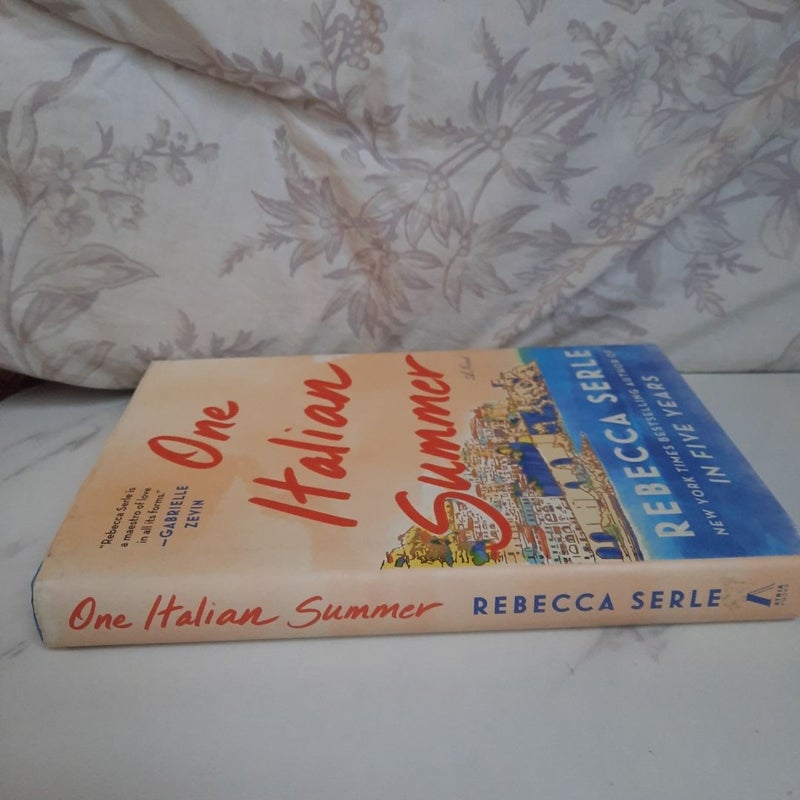 "Rebecca Serle is
a maestro of love
in all its forms."
—GABRIELLE
ZEVIN
One
Italian
Summer
A Novel
REBECCA SERLE
NEW YORK TIMES BESTSELLING AUTHOR OF
IN FIVE YEARS
One Italian Summer REBECCA SERLE ATRIA
BOOKS